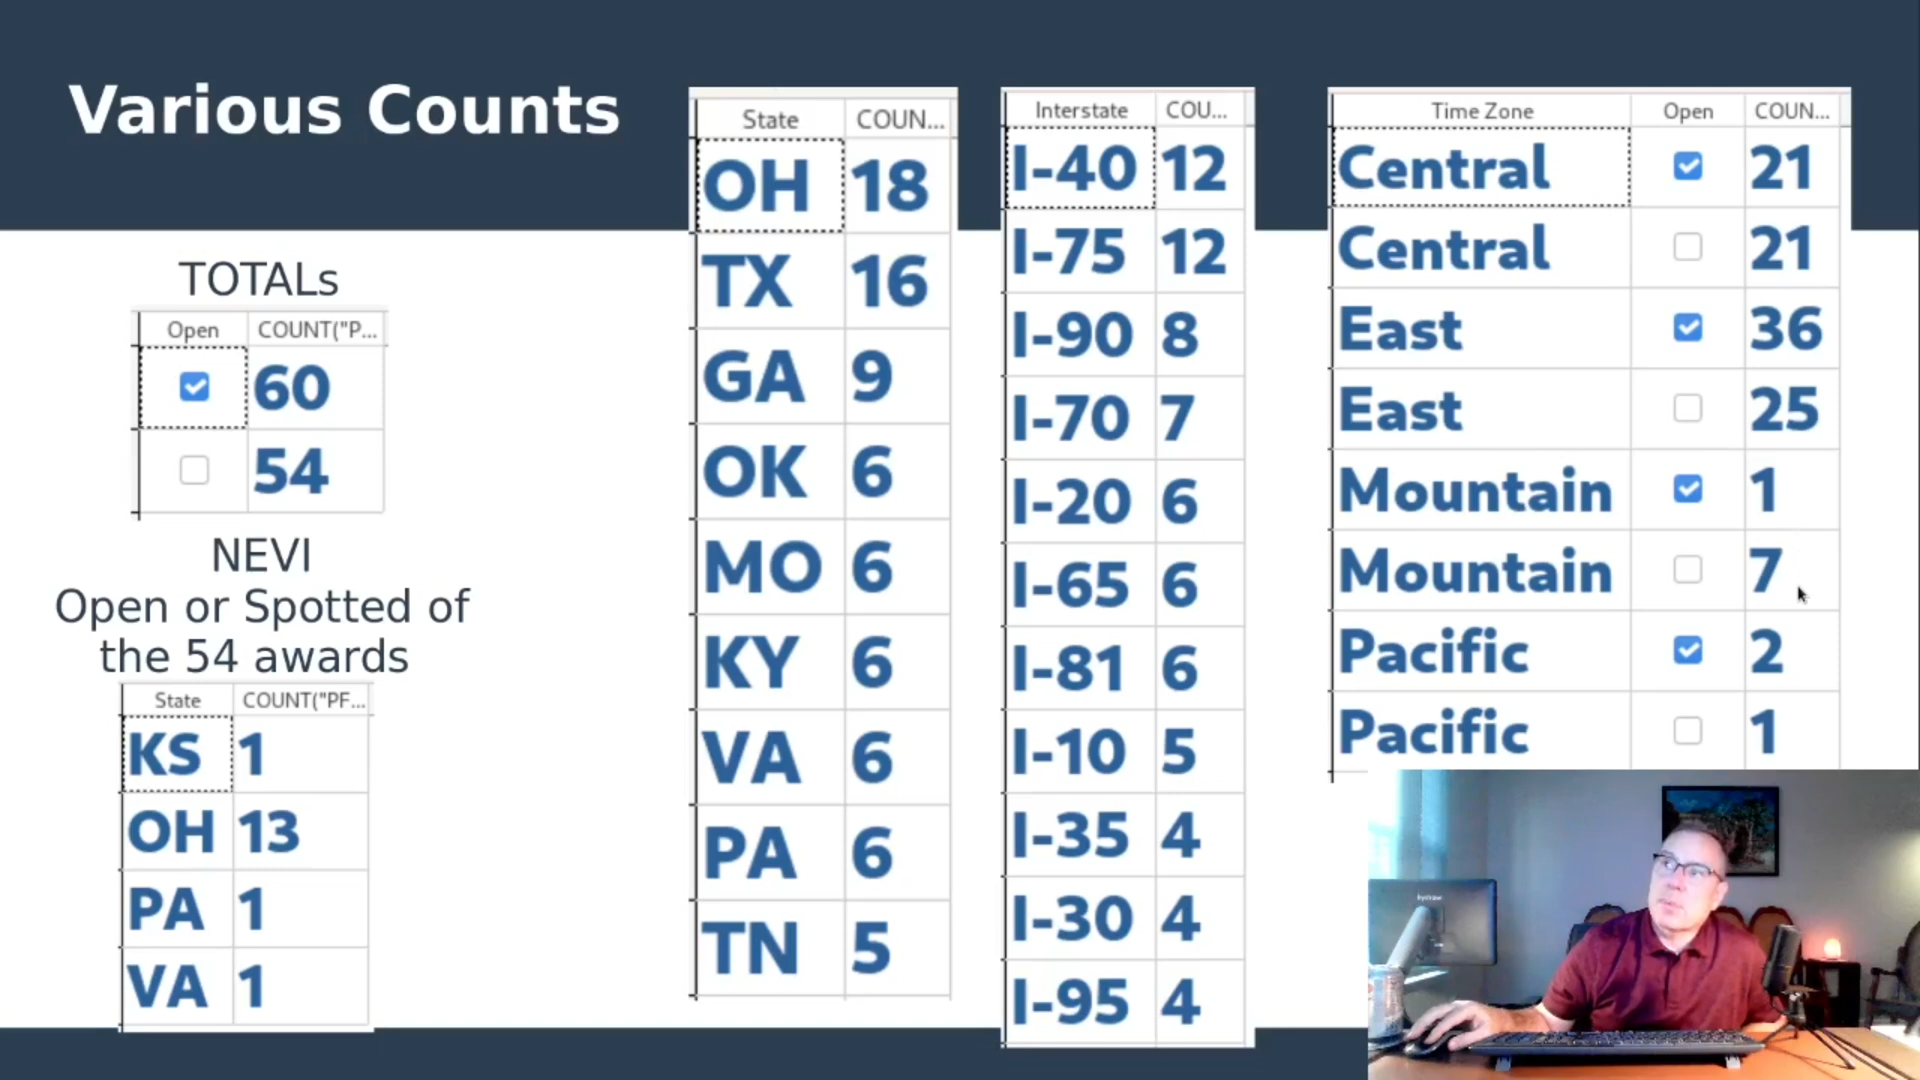 Various Counts
TOTALs
Open COUNT("P...
60
54
NEVI
Open or Spotted of
the 54 awards
State COUNT("PF...
KS 1
OH 13
PA 1
VA 1
State COUN...
OH 18
TX 16
GA 9
OK 6
MO 6
KY 6
VA 6
PA 6
TN 5
Interstate COU...
I-40 12
I-75 12
I-90 8
I-70 7
I-20 6
I-65 6
I-81 6
I-10 5
I-35 4
I-30 4
I-95 4
Time Zone Open COUN...
Central 21
Central 21
East 36
East 25
Mountain 1
Mountain 7
Pacific 2
Pacific 1